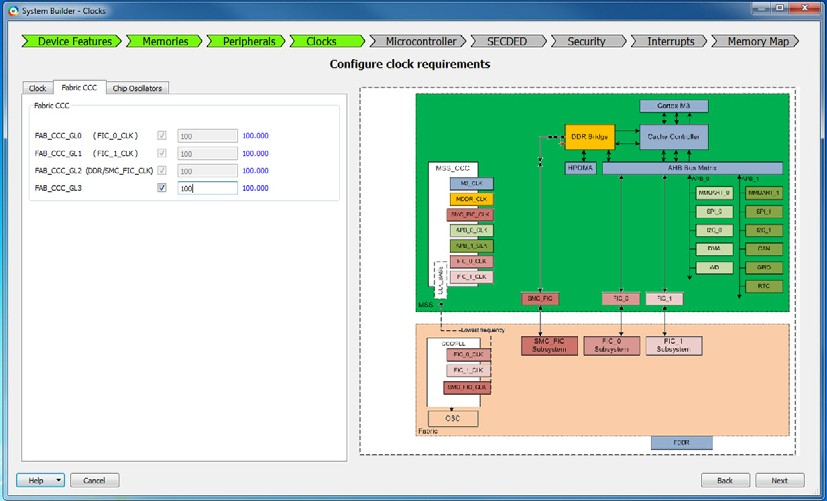 System Builder - Clocks
Device Features Memories Peripherals Clocks Microcontroller SECDED Security Interrupts Memory Map
Configure clock requirements
Clock Fabric CCC Chip Oscillators
Fabric CCC
FAB_CCC_GL0 ( FIC_0_CLK) 100 100.000
FAB_CCC_GL1 ( FIC_1_CLK) 100 100.000
FAB_CCC_GL2 (DDR/SMC_FIC_CLK) 100 100.000
FAB_CCC_GL3 100 100.000
Cortex M3
DDR Bridge
Cache Controller
HPDMA
AHB Bus Matrix
MSS_CCC
M3_CLK
MDDR_CLK
SMC_FIC_CLK
APB_0_CLK
APB_1_CLK
FIC_0_CLK
FIC_1_CLK
APB_0 APB_1
MMUART_0 MMUART_1
SPI_0 SPI_1
I2C_0 I2C_1
DMA CAN
WD GPIO
RTC
MSS
SMC_FIC FIC_0 FIC_1
Lowest frequency
CCC/PLL
FIC_0_CLK
FIC_1_CLK
SMC_FIC_CLK
OSC
SMC_FIC
Subsystem
FIC_0
Subsystem
FIC_1
Subsystem
Fabric
FDDR
Help Cancel Back Next